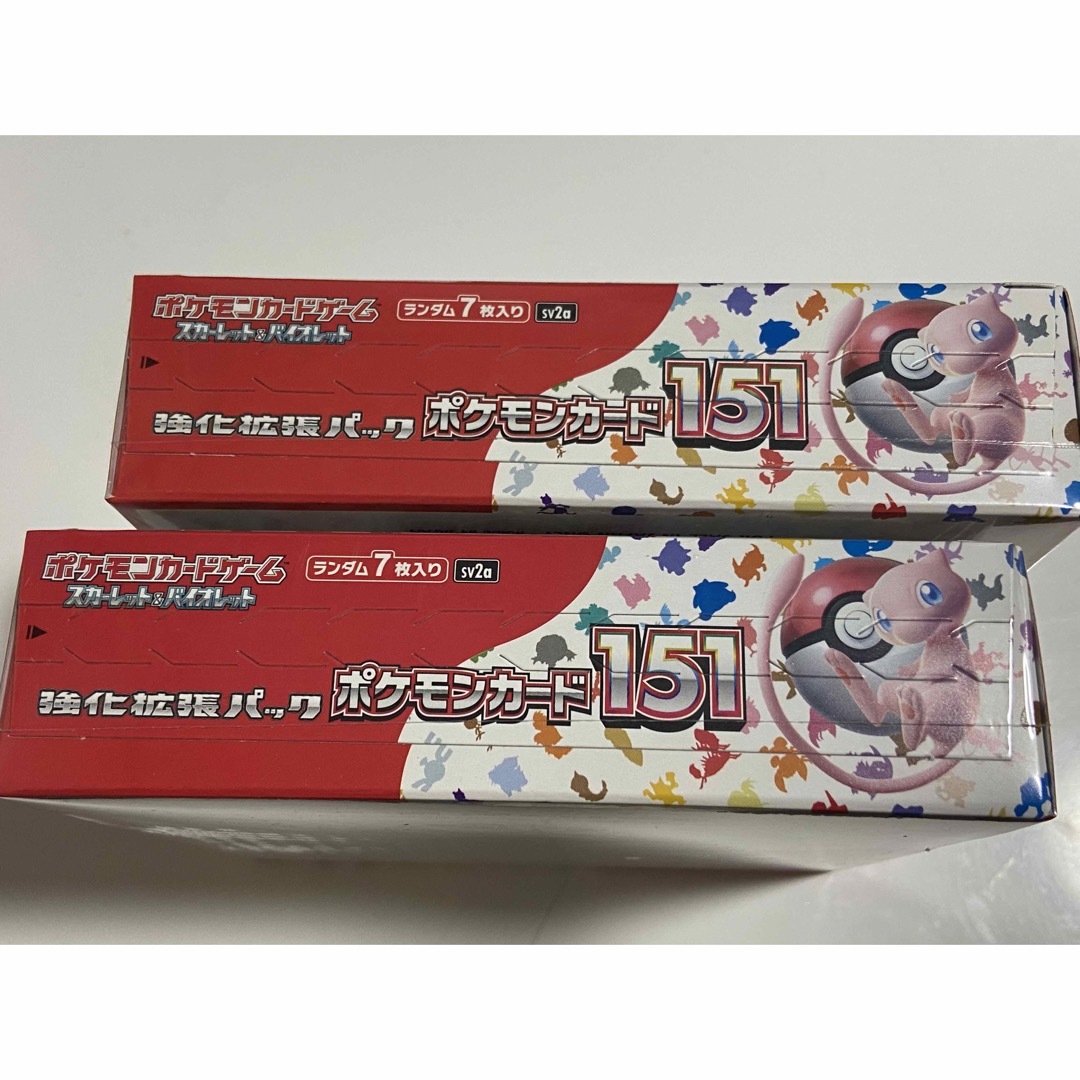 ポケモンカードゲーム
スカーレット&バイオレット
ランダム7枚入り
sv2a
強化拡張パック
ポケモンカード151
ポケモンカードゲーム
スカーレット&バイオレット
ランダム7枚入り
sv2a
強化拡張パック
ポケモンカード151